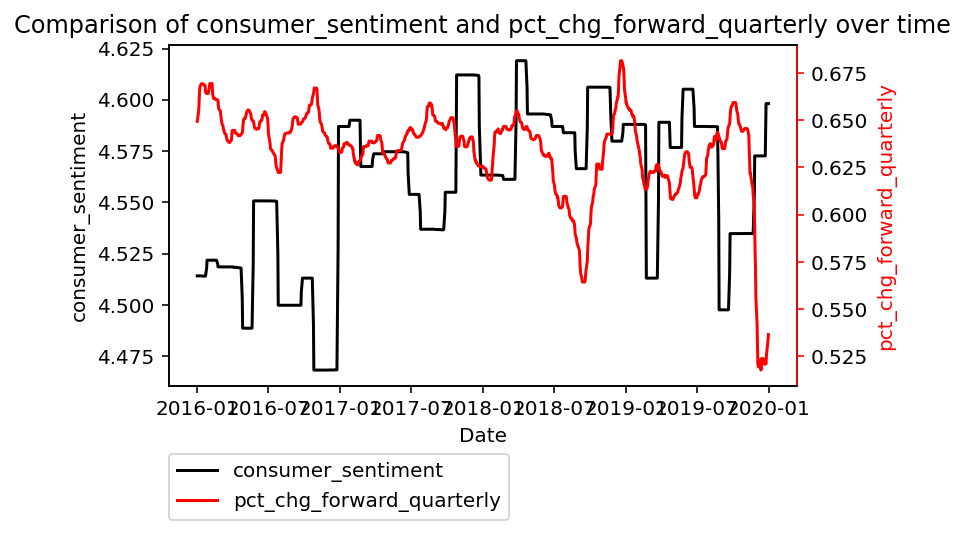 Comparison of consumer_sentiment and pct_chg_forward_quarterly over time
4.625
4.600
4.575
4.550
4.525
4.500
4.475
consumer_sentiment
0.675
0.650
0.625
0.600
0.575
0.550
0.525
pct_chg_forward_quarterly
2016-01 2016-07 2017-01 2017-07 2018-01 2018-07 2019-01 2019-07 2020-01
Date
consumer_sentiment
pct_chg_forward_quarterly